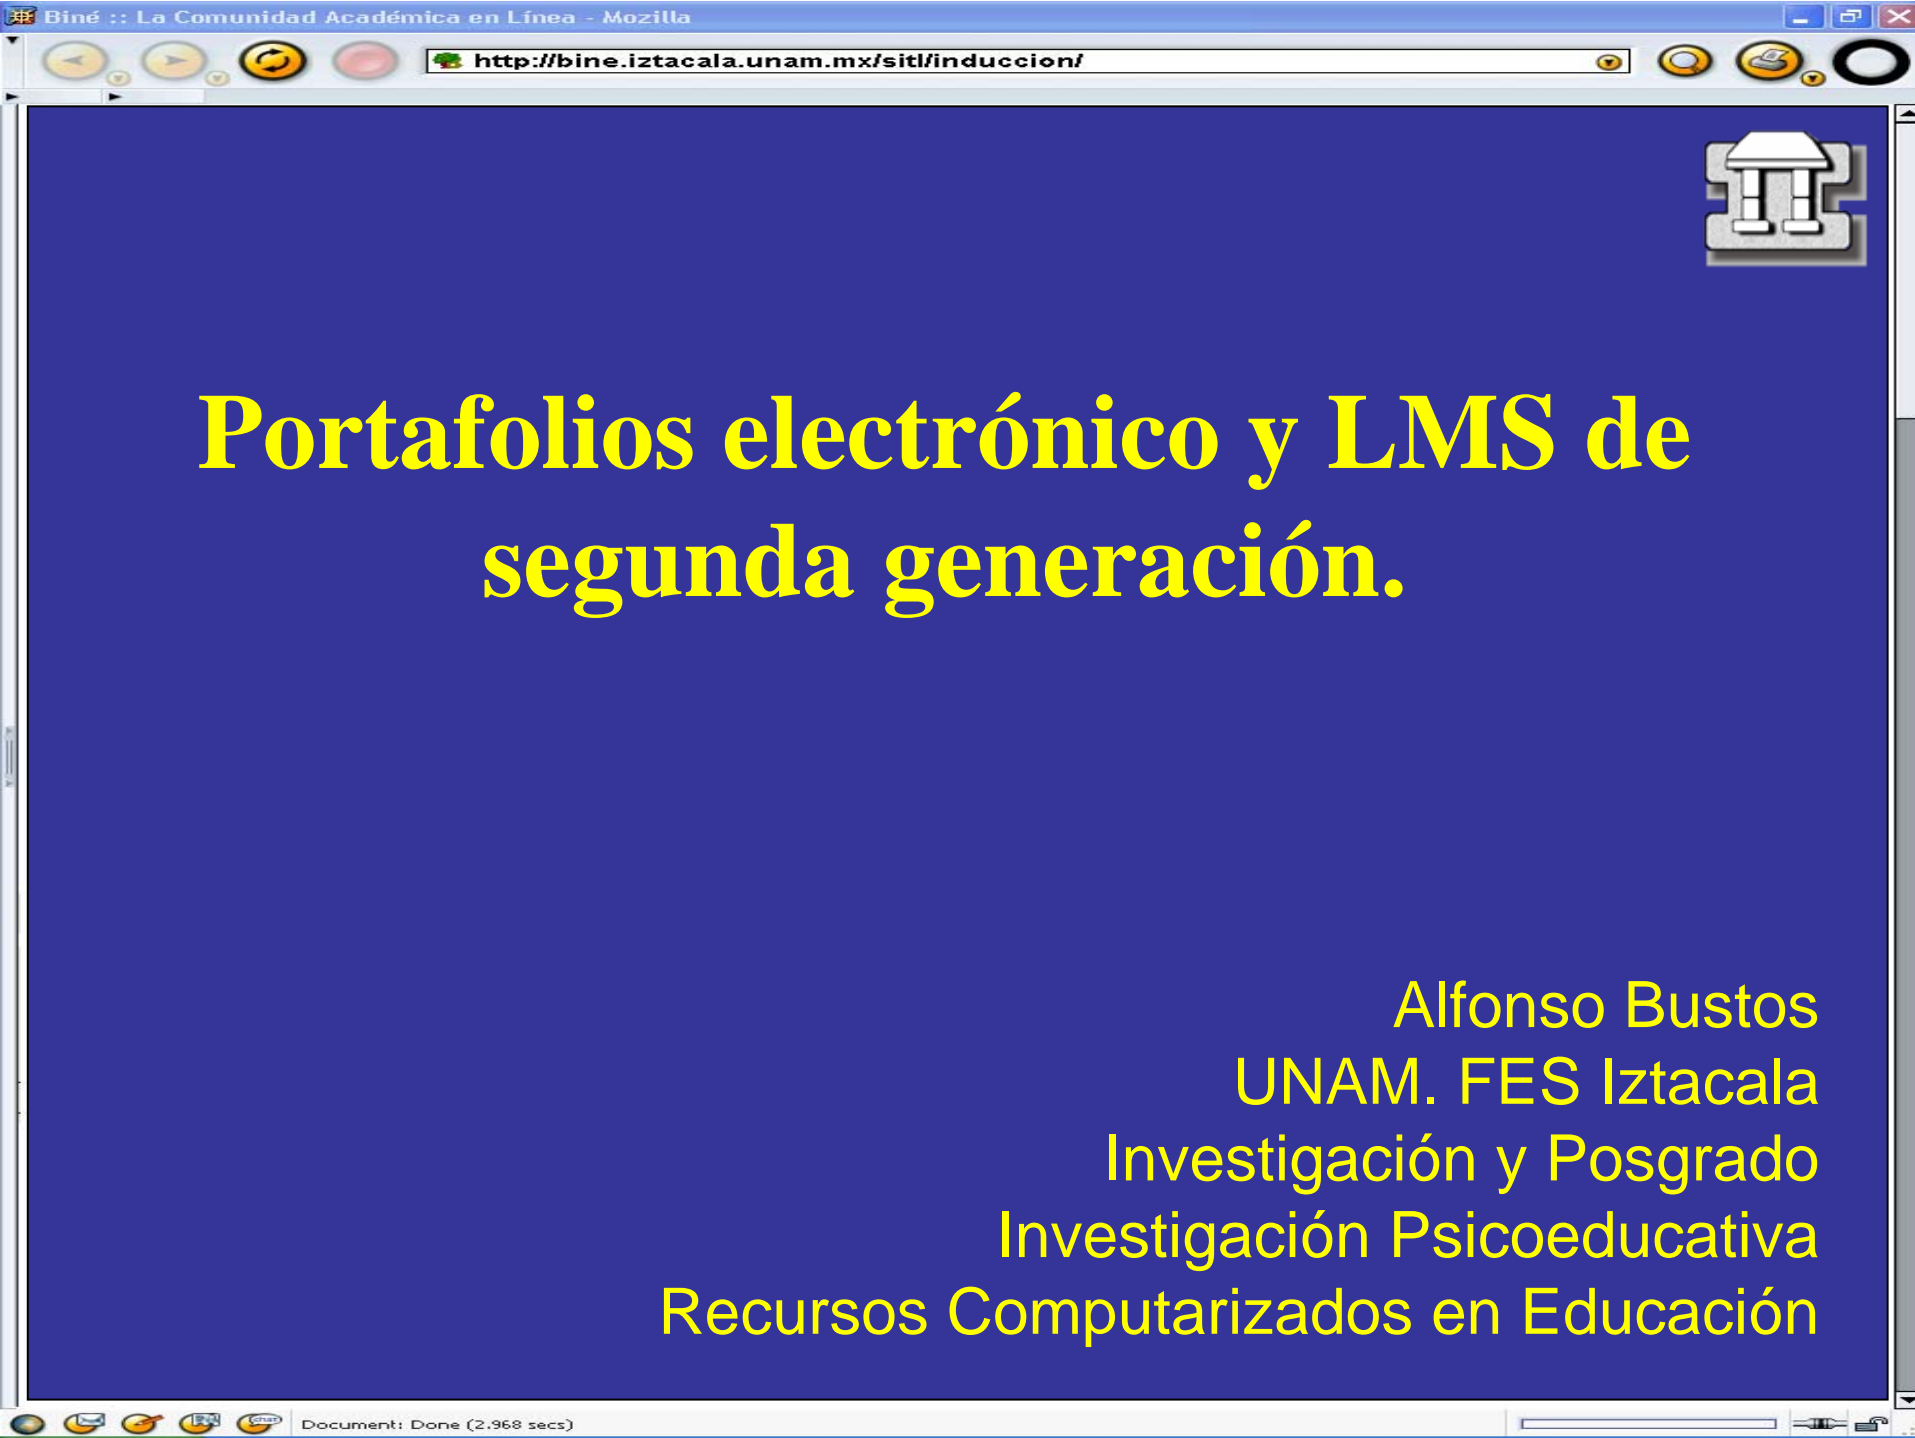 Biné :: La Comunidad Académica en Línea - Mozilla
http://bine.iztacala.unam.mx/sitl/induccion/
Portafolios electrónico y LMS de
segunda generación.
Alfonso Bustos
UNAM. FES Iztacala
Investigación y Posgrado
Investigación Psicoeducativa
Recursos Computarizados en Educación
Document: Done (2.968 secs)